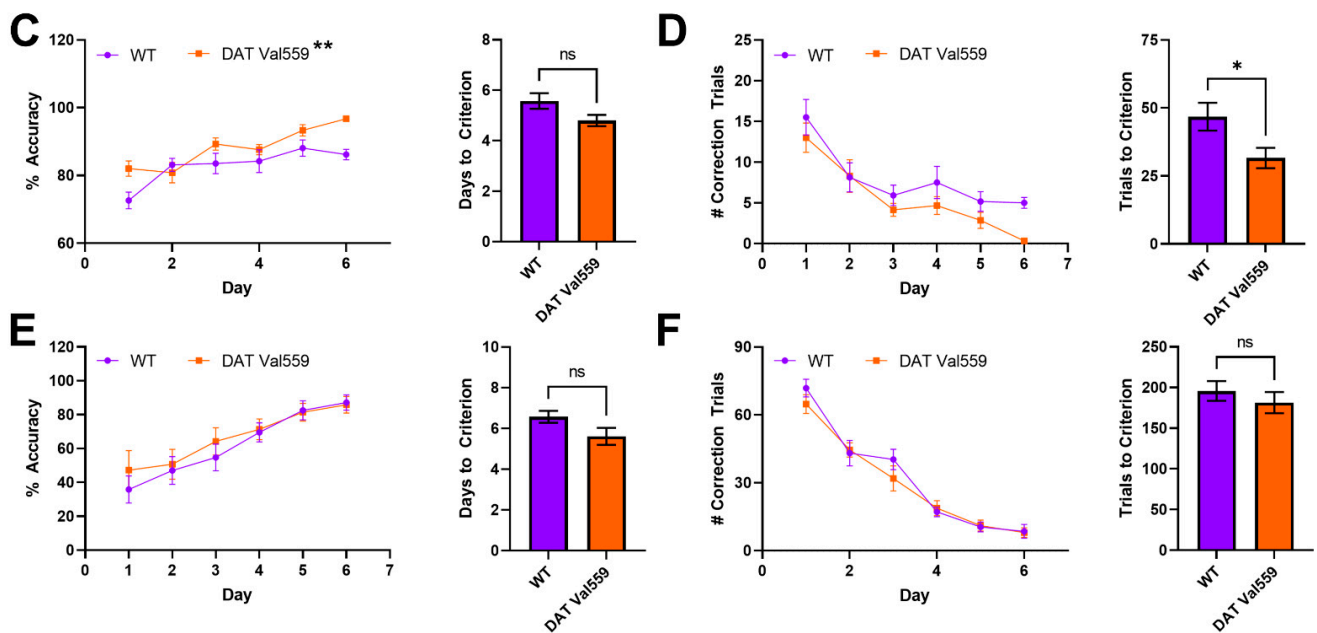 C
120
100
80
60
% Accuracy
WT
DAT Val559
**
0
2
4
6
Day
8
6
4
2
0
Days to Criterion
ns
WT
DAT Val559
D
25
20
15
10
5
0
# Correction Trials
WT
DAT Val559
0
1
2
3
4
5
6
7
Day
75
50
25
0
Trials to Criterion
*
WT
DAT Val559
E
120
100
80
60
40
20
0
% Accuracy
WT
DAT Val559
0
1
2
3
4
5
6
7
Day
10
8
6
4
2
0
Days to Criterion
ns
WT
DAT Val559
F
90
60
30
0
# Correction Trials
WT
DAT Val559
0
2
4
6
Day
250
200
150
100
50
0
Trials to Criterion
ns
WT
DAT Val559